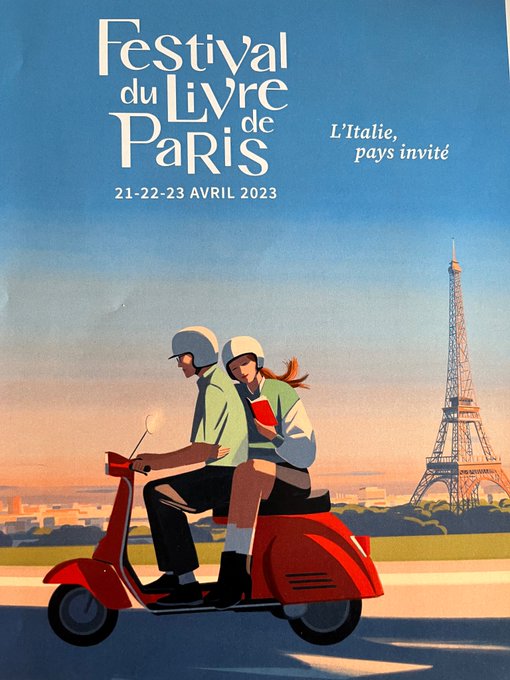 Festival
du Livre
de
Paris
21-22-23 AVRIL 2023
L'Italie,
pays invité